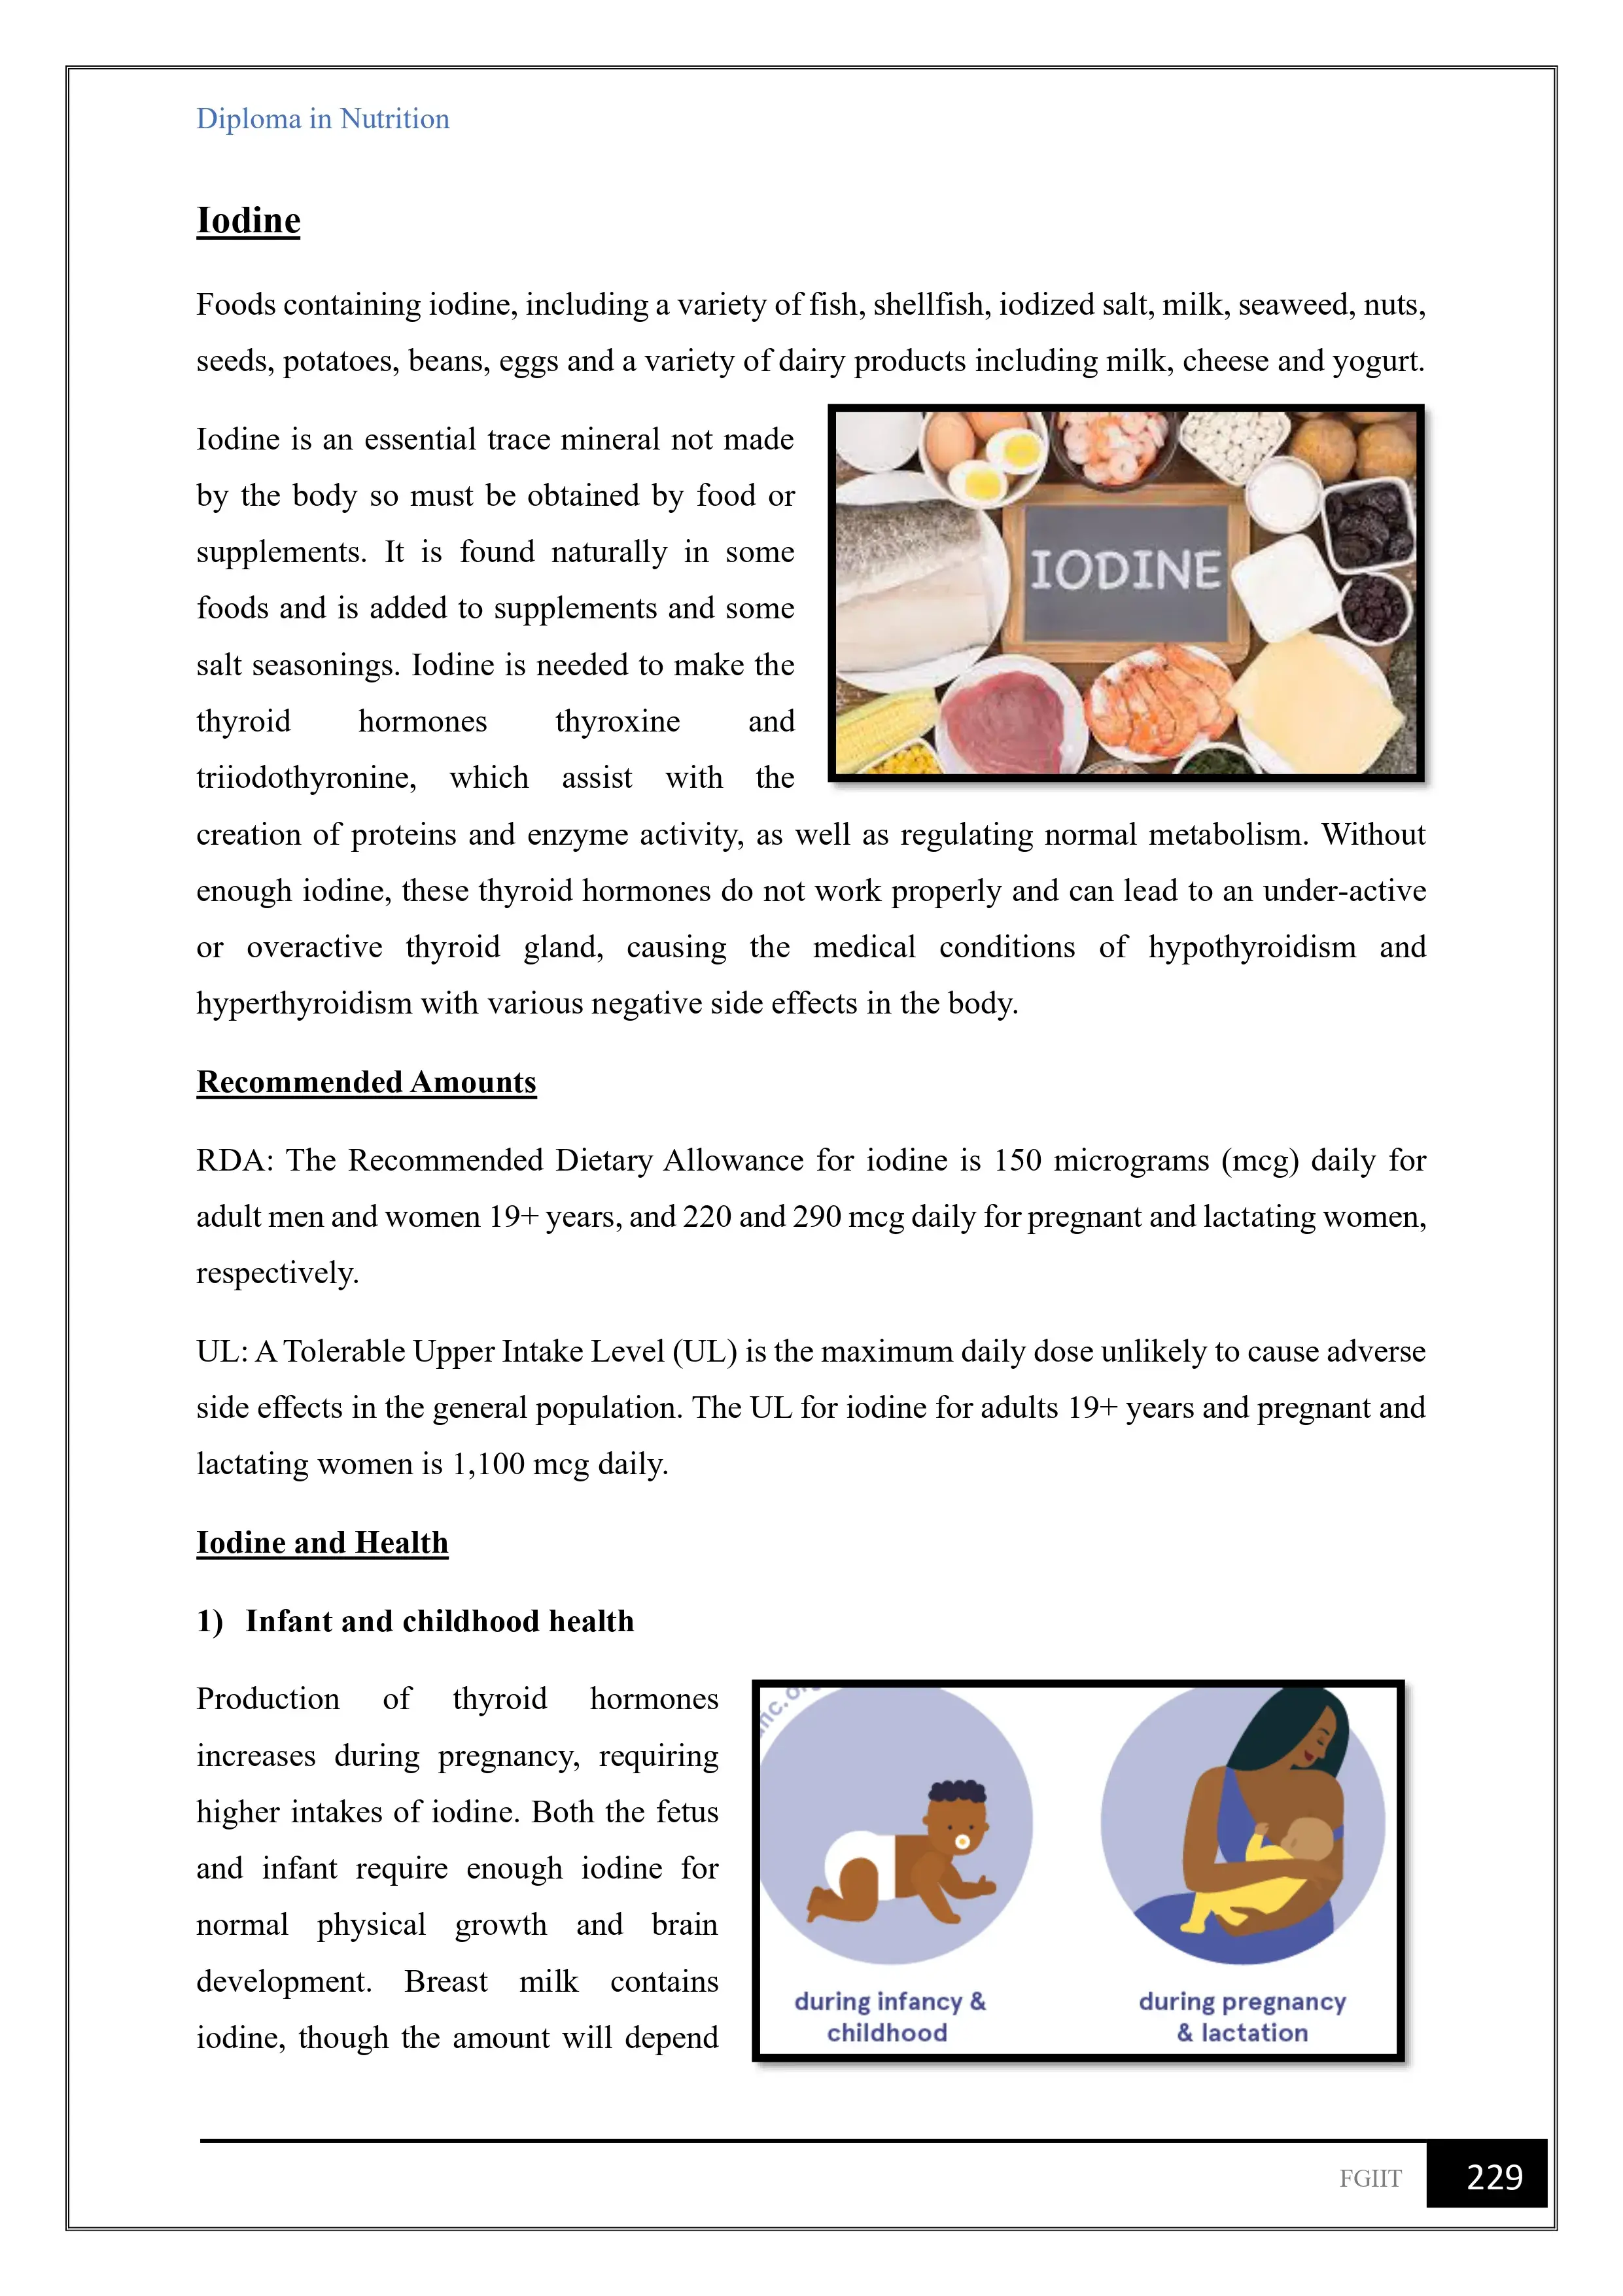 Diploma in Nutrition
Iodine
Foods containing iodine, including a variety of fish, shellfish, iodized salt, milk, seaweed, nuts,
seeds, potatoes, beans, eggs and a variety of dairy products including milk, cheese and yogurt.
Iodine is an essential trace mineral not made
by the body so must be obtained by food or
supplements. It is found naturally in some
foods and is added to supplements and some
salt seasonings. Iodine is needed to make the
thyroid hormones thyroxine and
triiodothyronine, which assist with the
IODINE
creation of proteins and enzyme activity, as well as regulating normal metabolism. Without
enough iodine, these thyroid hormones do not work properly and can lead to an under-active
or overactive thyroid gland, causing the medical conditions of hypothyroidism and
hyperthyroidism with various negative side effects in the body.
Recommended Amounts
RDA: The Recommended Dietary Allowance for iodine is 150 micrograms (mcg) daily for
adult men and women 19+ years, and 220 and 290 mcg daily for pregnant and lactating women,
respectively.
UL: A Tolerable Upper Intake Level (UL) is the maximum daily dose unlikely to cause adverse
side effects in the general population. The UL for iodine for adults 19+ years and pregnant and
lactating women is 1,100 mcg daily.
Iodine and Health
1) Infant and childhood health
Production of thyroid hormones
increases during pregnancy, requiring
higher intakes of iodine. Both the fetus
and infant require enough iodine for
normal physical growth and brain
development. Breast milk contains
iodine, though the amount will depend
during infancy &
childhood
during pregnancy
& lactation
FGIIT
229